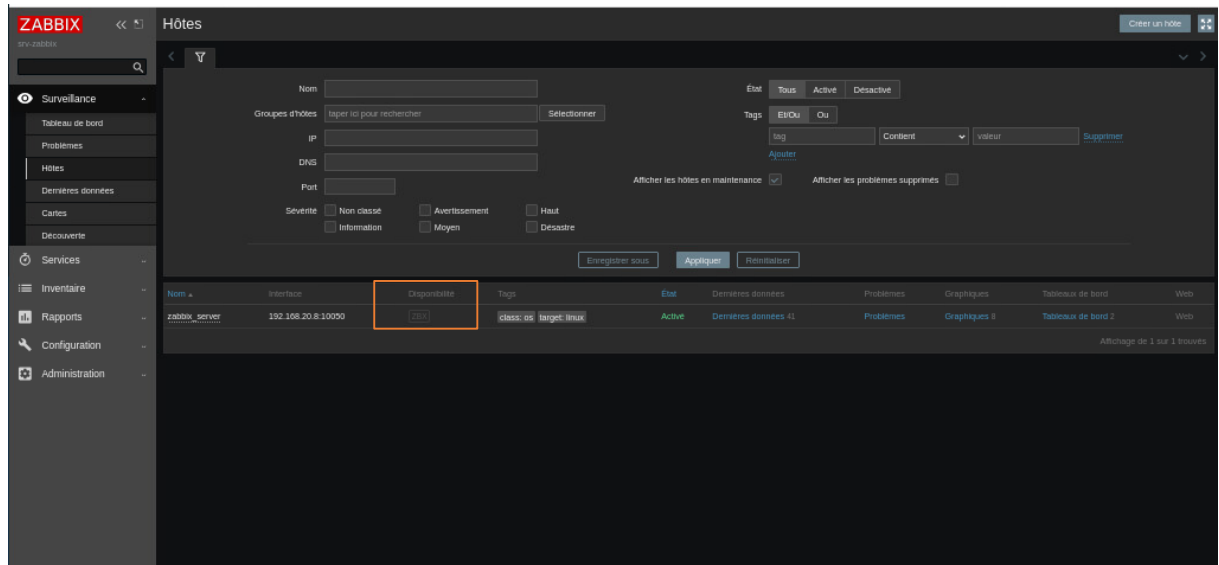 ZABBIX
srv-zabbix
Surveillance
Tableau de bord
Problèmes
Hôtes
Dernières données
Cartes
Découverte
Services
Inventaire
Rapports
Configuration
Administration
Hôtes
Créer un hôte
Nom
Groupes d'hôtes taper ici pour rechercher Sélectionner
IP
DNS
Port
Sévérité Non classé Avertissement Haut
Information Moyen Désastre
État Tous Activé Désactivé
Tags Et/Ou Ou
tag Contient valeur Supprimer
Ajouter
Afficher les hôtes en maintenance Afficher les problèmes supprimés
Enregistrer sous Appliquer Réinitialiser
Nom Interface Disponibilité Tags État Dernières données Problèmes Graphiques Tableaux de bord Web
zabbix_server 192.168.20.8:10050 ZBX class: os target: linux Activé Dernières données 41 Problèmes Graphiques 8 Tableaux de bord 2 Web
Affichage de 1 sur 1 trouvés